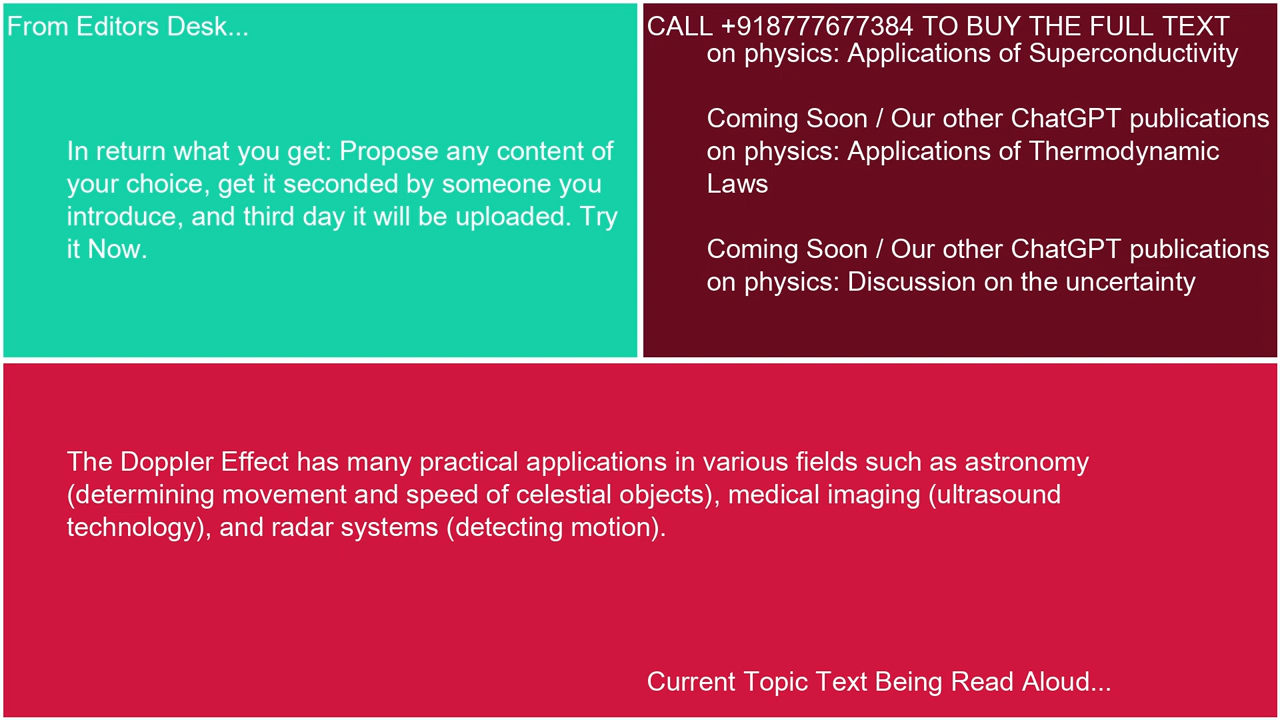 From Editors Desk...
In return what you get: Propose any content of
your choice, get it seconded by someone you
introduce, and third day it will be uploaded. Try
it Now.
CALL +918777677384 TO BUY THE FULL TEXT
on physics: Applications of Superconductivity
Coming Soon / Our other ChatGPT publications
on physics: Applications of Thermodynamic
Laws
Coming Soon / Our other ChatGPT publications
on physics: Discussion on the uncertainty
The Doppler Effect has many practical applications in various fields such as astronomy
(determining movement and speed of celestial objects), medical imaging (ultrasound
technology), and radar systems (detecting motion).
Current Topic Text Being Read Aloud...